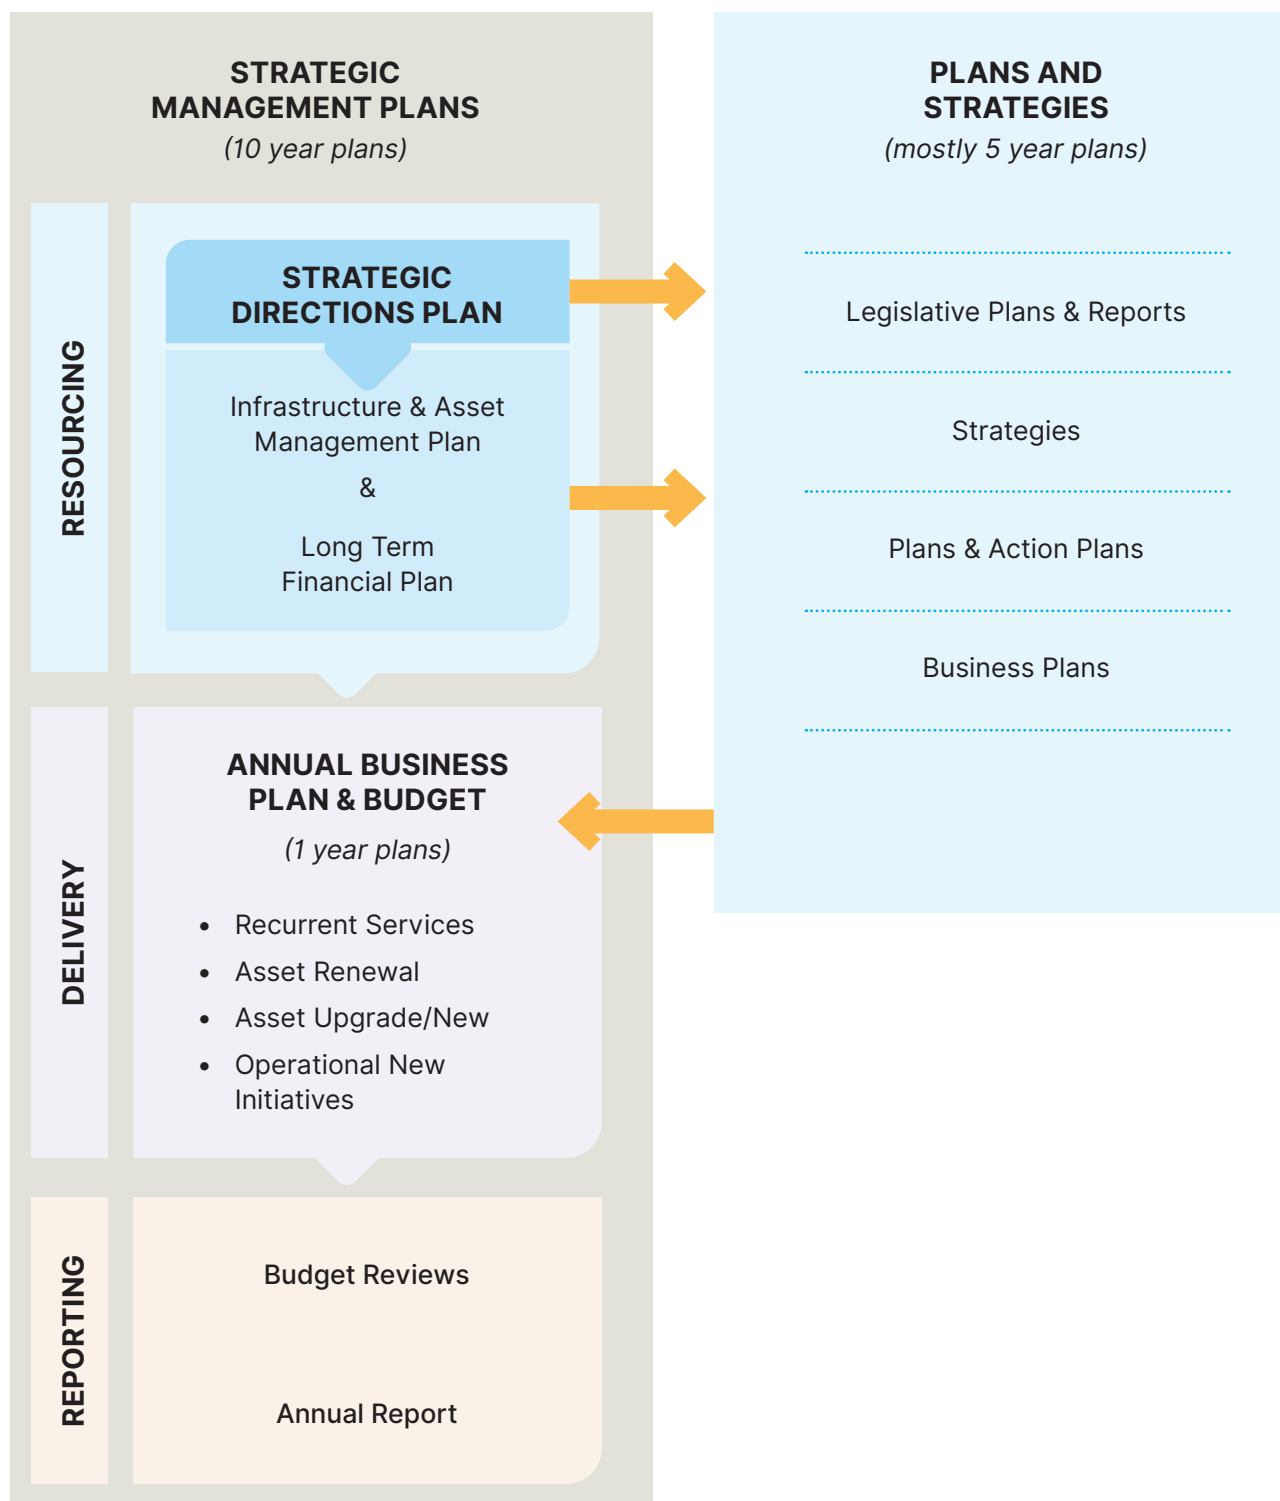 STRATEGIC
MANAGEMENT PLANS
(10 year plans)
RESOURCING
STRATEGIC
DIRECTIONS PLAN
Infrastructure & Asset
Management Plan
&
Long Term
Financial Plan
DELIVERY
ANNUAL BUSINESS
PLAN & BUDGET
(1 year plans)
• Recurrent Services
• Asset Renewal
• Asset Upgrade/New
• Operational New
Initiatives
REPORTING
Budget Reviews
Annual Report
PLANS AND
STRATEGIES
(mostly 5 year plans)
Legislative Plans & Reports
Strategies
Plans & Action Plans
Business Plans